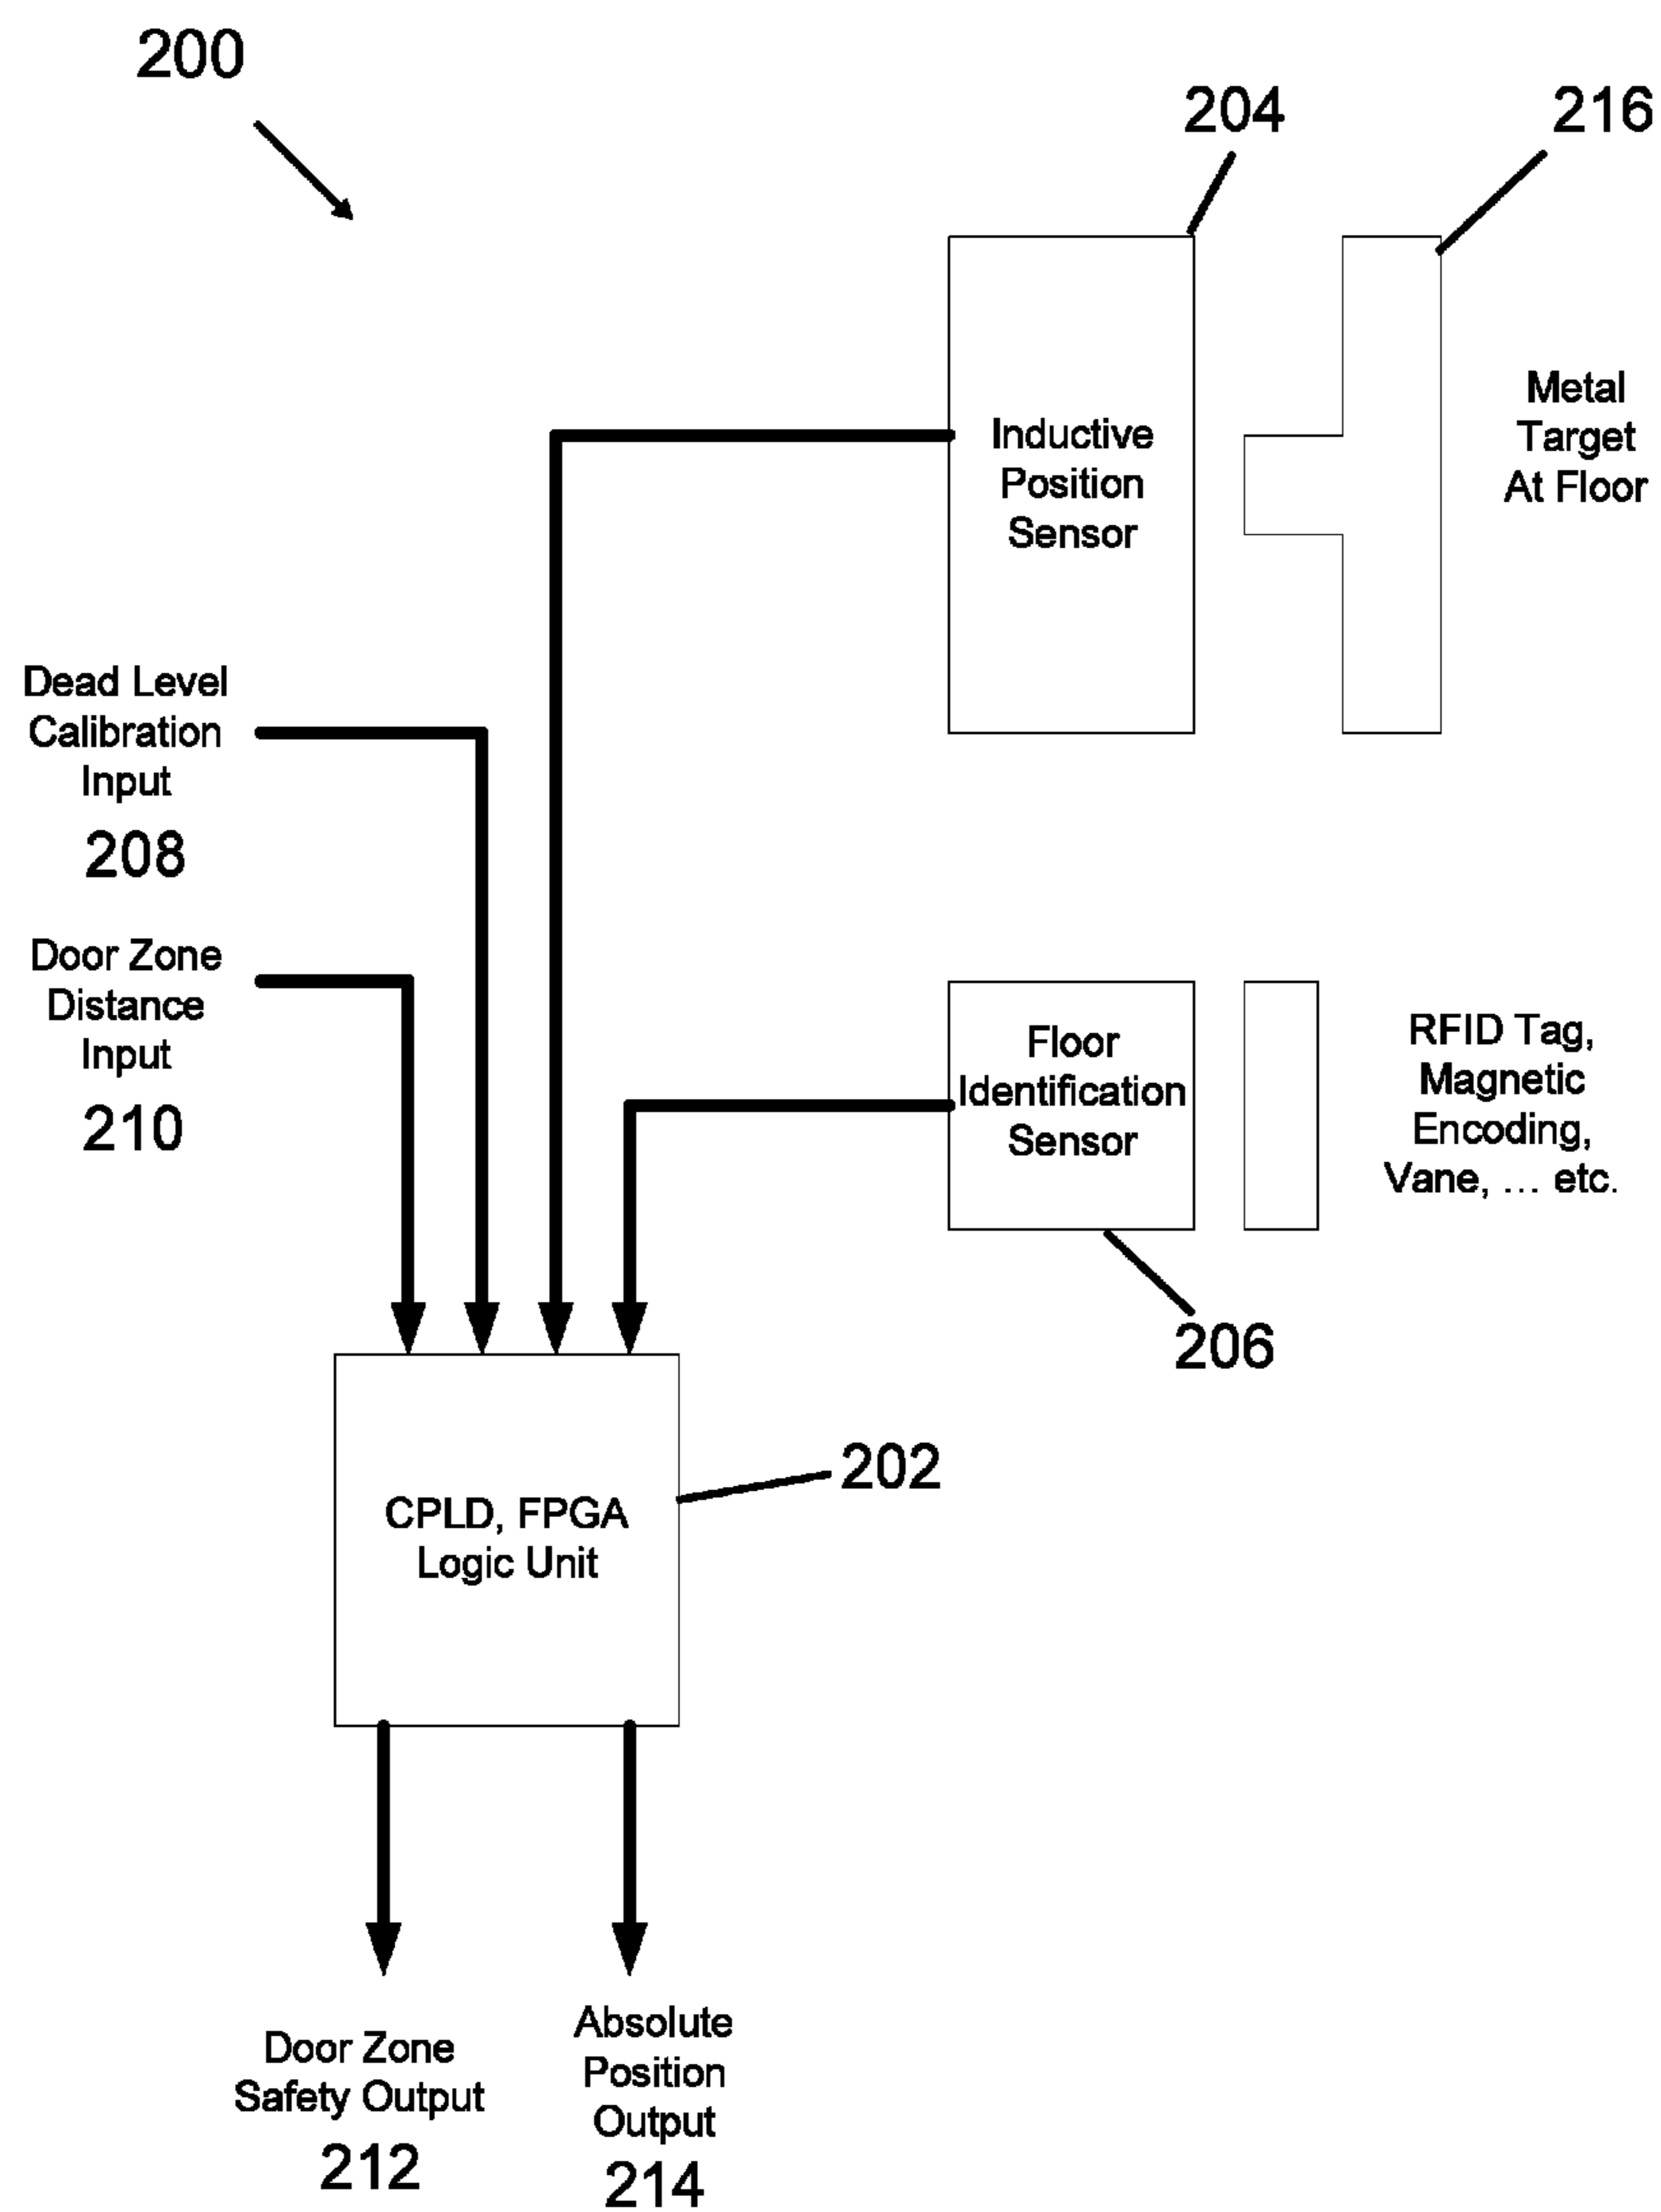 200
204
216
Inductive
Position
Sensor
Metal
Target
At Floor
Dead Level
Calibration
Input
208
Door Zone
Distance
Input
210
Floor
Identification
Sensor
RFID Tag,
Magnetic
Encoding,
Vane, ... etc.
206
202
CPLD, FPGA
Logic Unit
Door Zone
Safety Output
212
Absolute
Position
Output
214